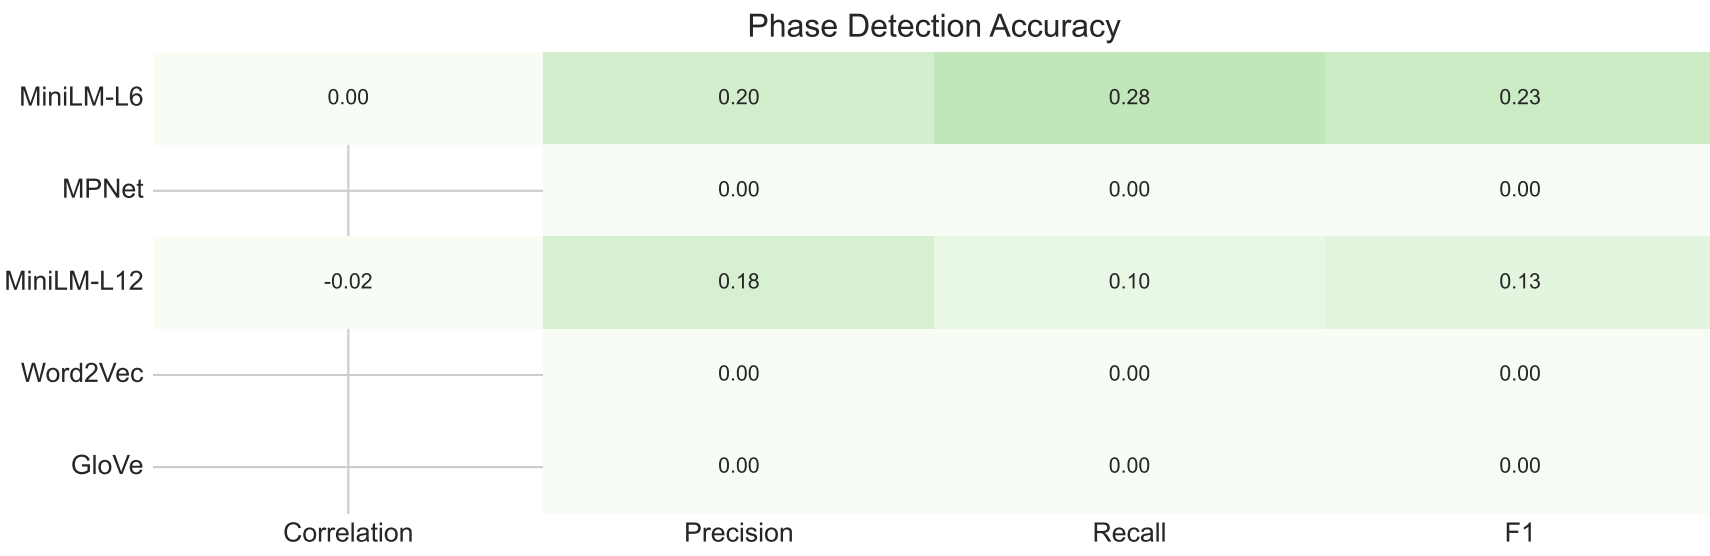 Phase Detection Accuracy
MiniLM-L6 0.00 0.20 0.28 0.23
MPNet 0.00 0.00 0.00
MiniLM-L12 -0.02 0.18 0.10 0.13
Word2Vec 0.00 0.00 0.00
GloVe 0.00 0.00 0.00
Correlation Precision Recall F1